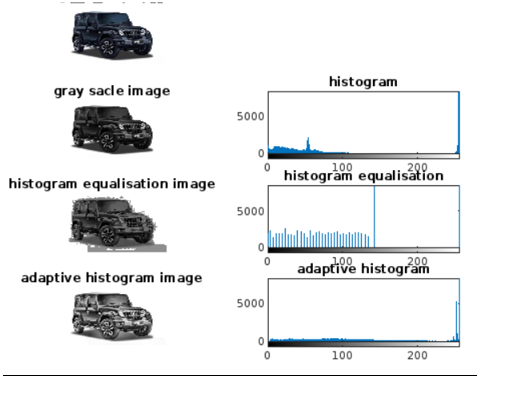 gray sacle image
histogram
5000
0
0
100
200
histogram equalisation image
histogram equalisation
5000
0
0
100
200
adaptive histogram image
adaptive histogram
5000
0
0
100
200